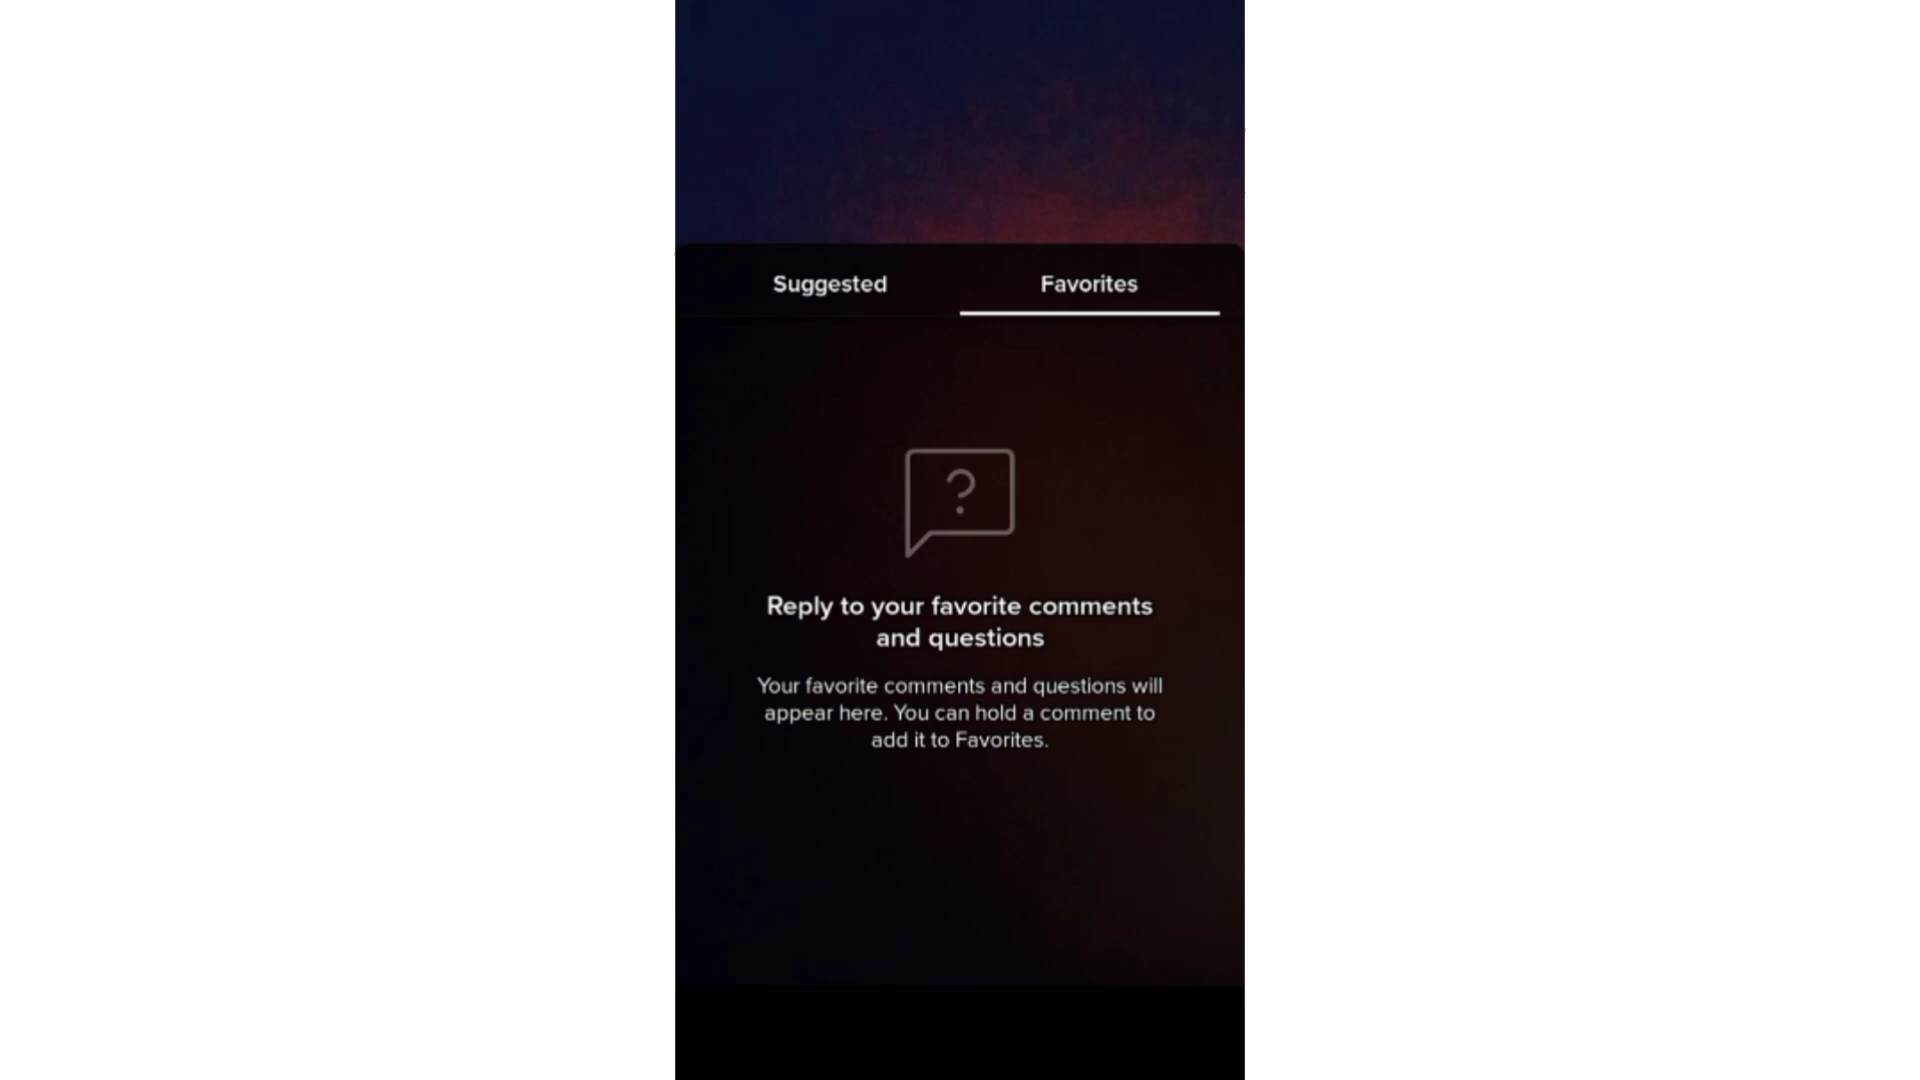 Suggested
Favorites
?
Reply to your favorite comments
and questions
Your favorite comments and questions will
appear here. You can hold a comment to
add it to Favorites.